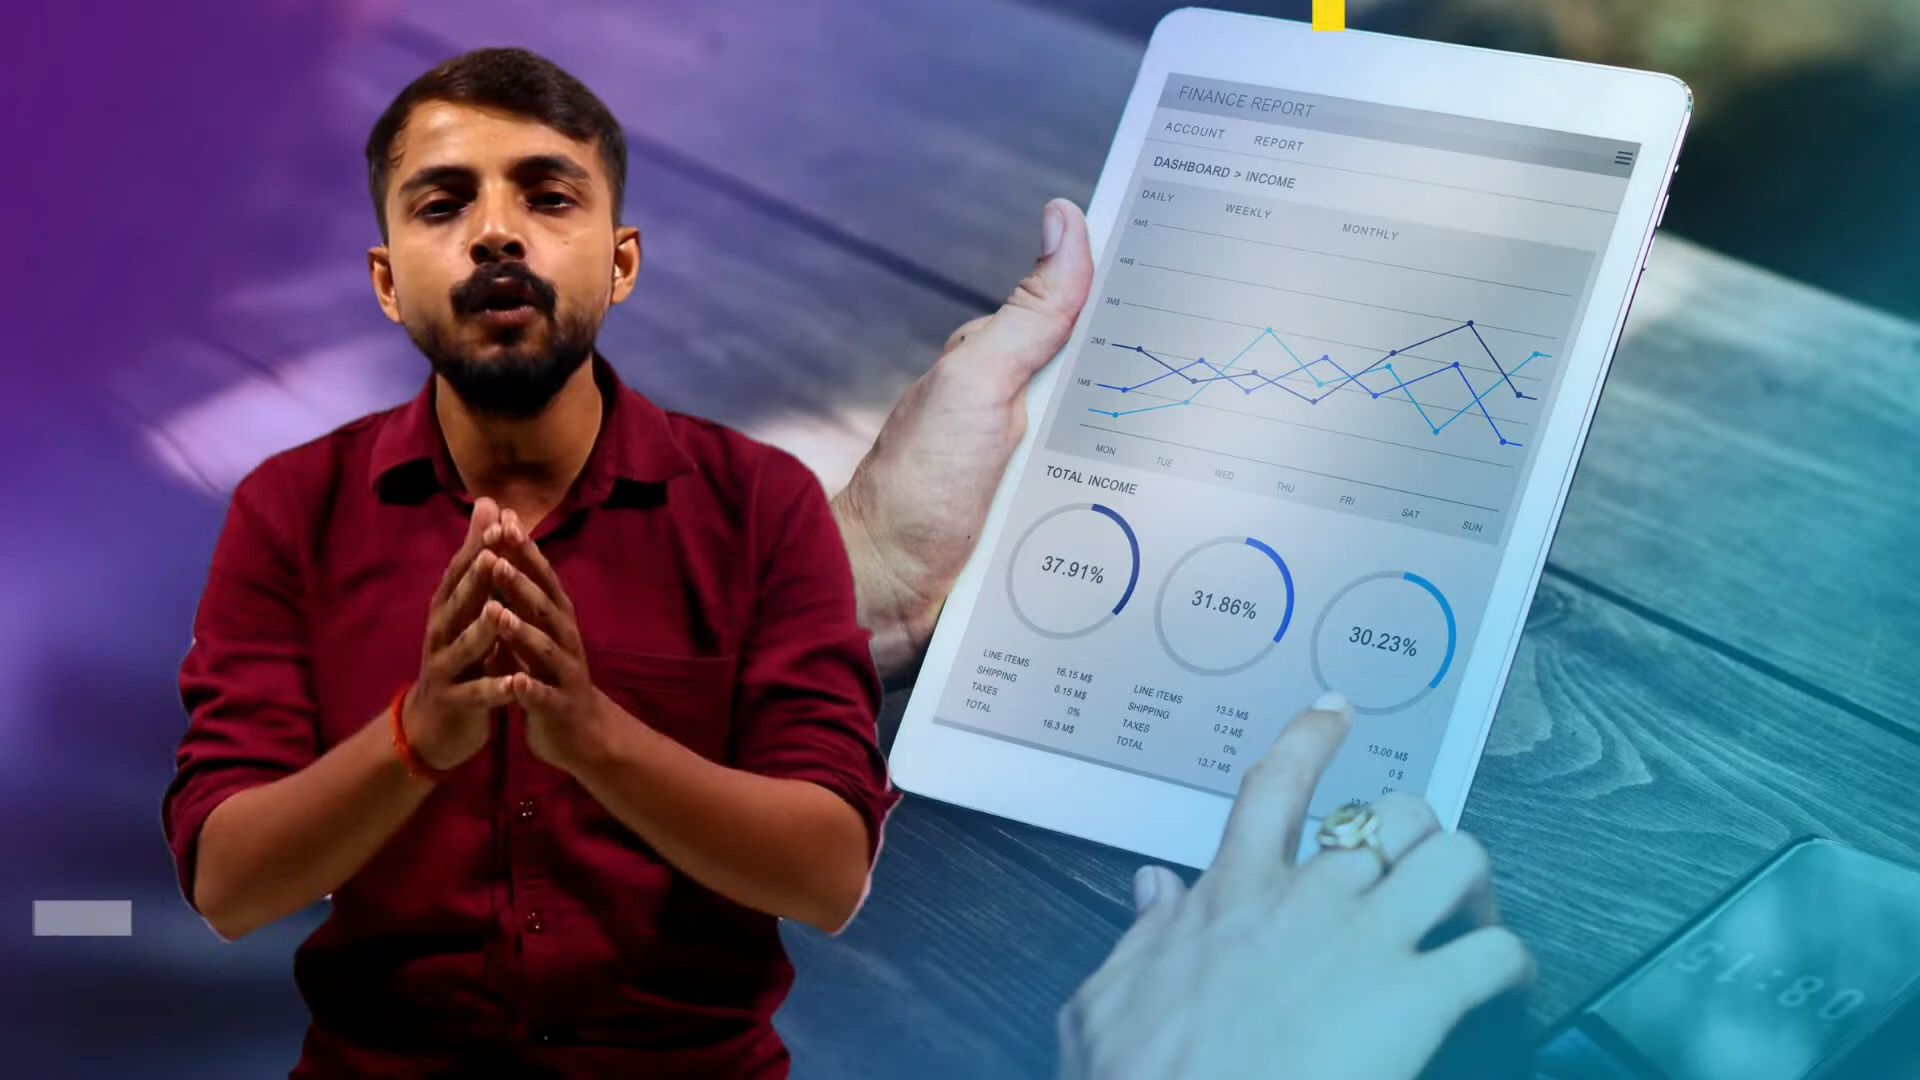 FINANCE REPORT
ACCOUNT REPORT
DASHBOARD > INCOME
DAILY WEEKLY MONTHLY
5M$
4M$
3M$
2M$
1M$
MON TUE WED THU FRI SAT SUN
TOTAL INCOME
37.91% 31.86% 30.23%
LINE ITEMS 16.15 M$
SHIPPING 0.15 M$
TAXES 0%
TOTAL 16.3 M$
LINE ITEMS 13.5 M$
SHIPPING 0.2 M$
TAXES 0%
TOTAL 13.7 M$
13.00 M$
0 $
08:15